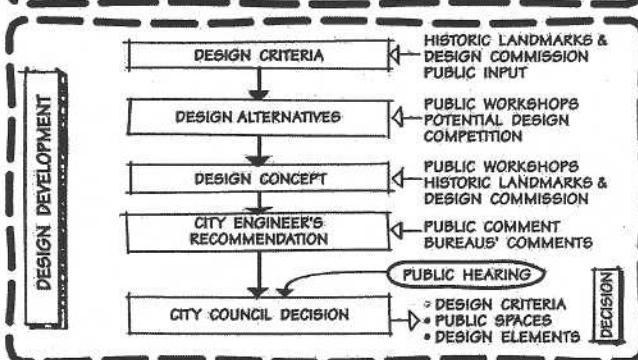 DESIGN DEVELOPMENT
DESIGN CRITERIA
HISTORIC LANDMARKS &
DESIGN COMMISSION
PUBLIC INPUT
DESIGN ALTERNATIVES
PUBLIC WORKSHOPS
POTENTIAL DESIGN
COMPETITION
DESIGN CONCEPT
PUBLIC WORKSHOPS
HISTORIC LANDMARKS &
DESIGN COMMISSION
CITY ENGINEER'S
RECOMMENDATION
PUBLIC COMMENT
BUREAUS' COMMENTS
PUBLIC HEARING
CITY COUNCIL DECISION
• DESIGN CRITERIA
• PUBLIC SPACES
• DESIGN ELEMENTS
DECISION